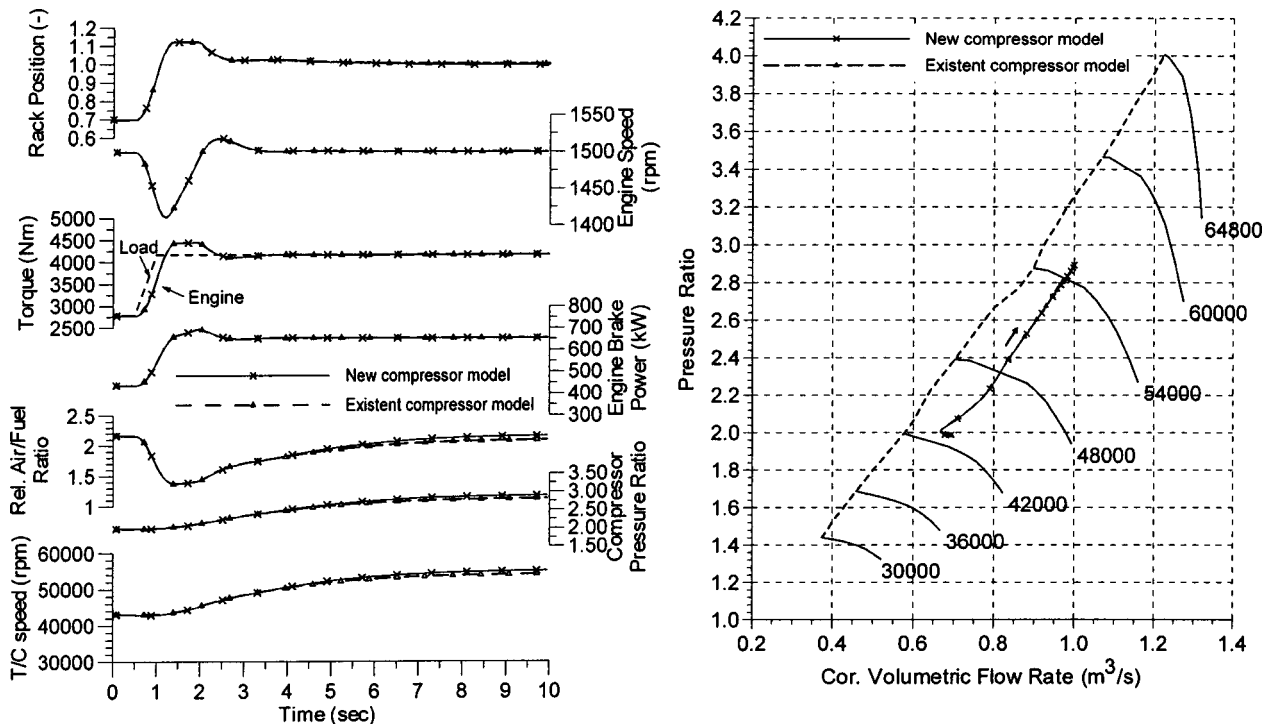 Rack Position (-)
1.2
1.1
1.0
0.9
0.8
0.7
0.6
1550
1500
1450
1400
Engine Speed
(rpm)
Torque (Nm)
5000
4500
4000
3500
3000
2500
Load
Engine
800
700
600
500
400
300
Engine Brake
Power (kW)
New compressor model
Existent compressor model
Rel. Air/Fuel
Ratio
2.5
2
1.5
1
3.50
3.00
2.50
2.00
1.50
Compressor
Pressure Ratio
T/C speed (rpm)
60000
50000
40000
30000
0 1 2 3 4 5 6 7 8 9 10
Time (sec)
Pressure Ratio
4.2
4.0
3.8
3.6
3.4
3.2
3.0
2.8
2.6
2.4
2.2
2.0
1.8
1.6
1.4
1.2
1.0
New compressor model
Existent compressor model
64800
60000
54000
48000
42000
36000
30000
0.2 0.4 0.6 0.8 1.0 1.2 1.4
Cor. Volumetric Flow Rate (m³/s)